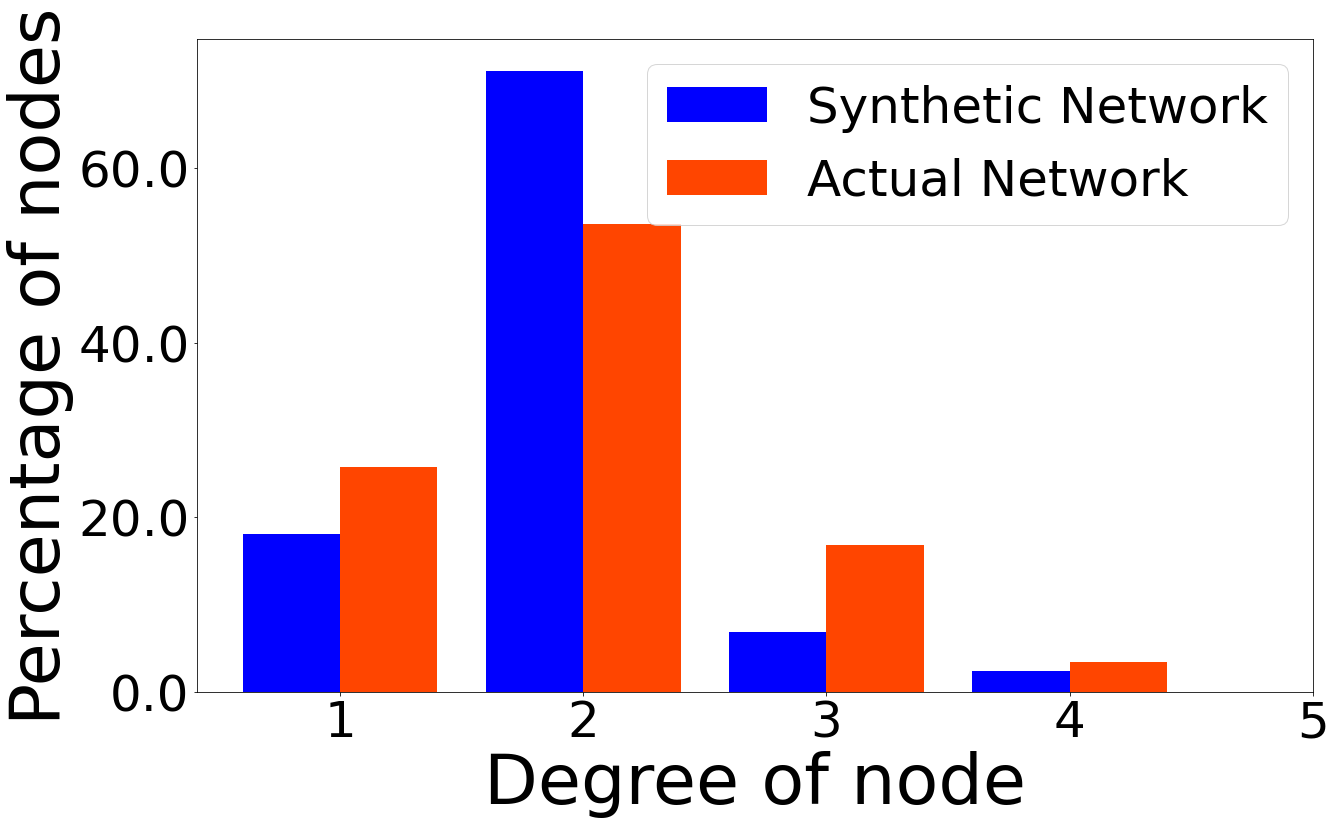 Percentage of nodes
60.0
40.0
20.0
0.0
Synthetic Network
Actual Network
1 2 3 4 5
Degree of node